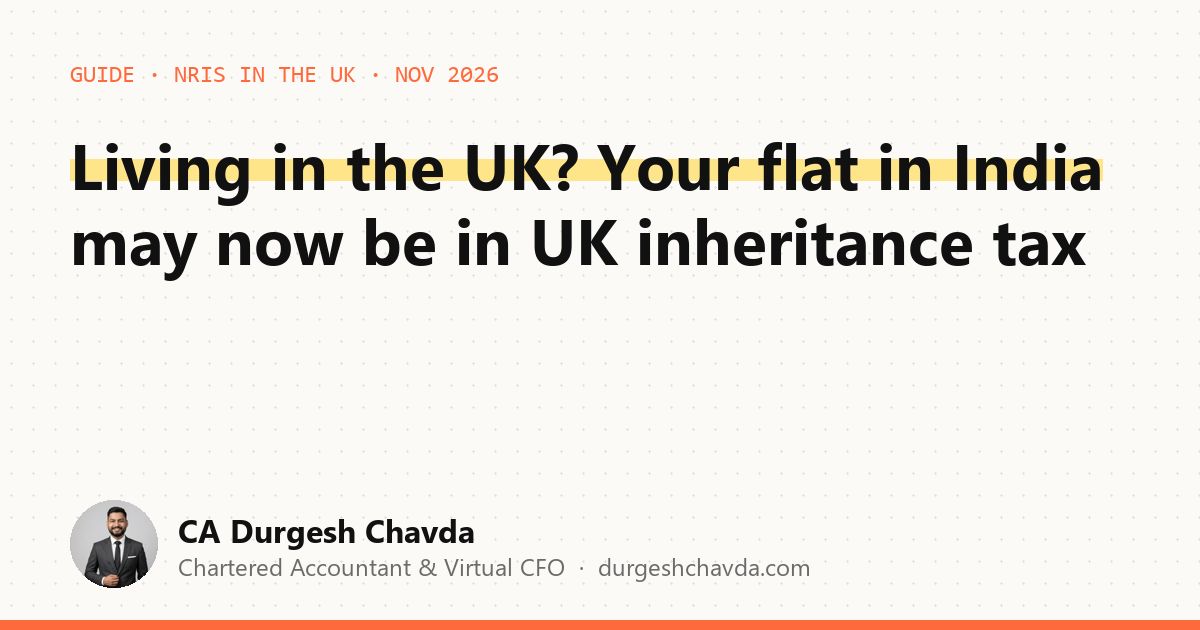 GUIDE · NRIS IN THE UK · NOV 2026
Living in the UK? Your flat in India
may now be in UK inheritance tax
CA Durgesh Chavda
Chartered Accountant & Virtual CFO · durgeshchavda.com